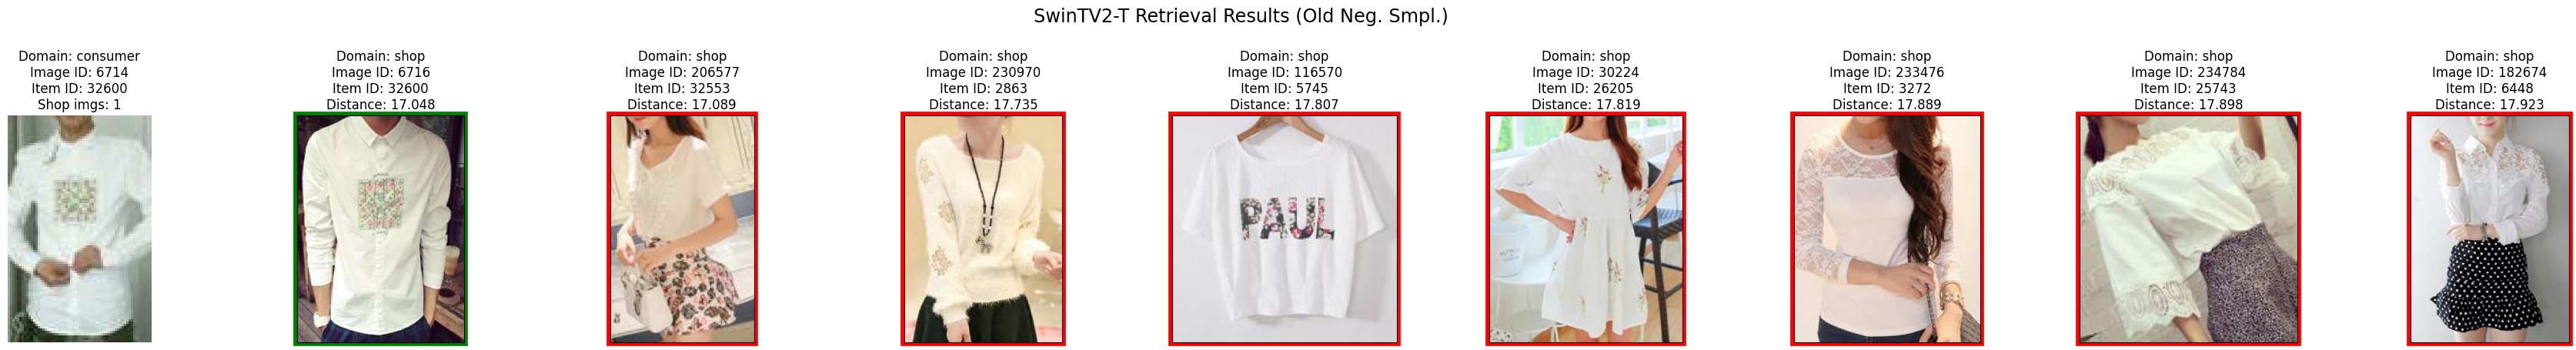 SwinTV2-T Retrieval Results (Old Neg. Smpl.)
Domain: consumer
Image ID: 6714
Item ID: 32600
Shop imgs: 1
Domain: shop
Image ID: 6716
Item ID: 32600
Distance: 17.048
Domain: shop
Image ID: 206577
Item ID: 32553
Distance: 17.089
Domain: shop
Image ID: 230970
Item ID: 2863
Distance: 17.735
Domain: shop
Image ID: 116570
Item ID: 5745
Distance: 17.807
PAUL
Domain: shop
Image ID: 30224
Item ID: 26205
Distance: 17.819
Domain: shop
Image ID: 233476
Item ID: 3272
Distance: 17.889
Domain: shop
Image ID: 234784
Item ID: 25743
Distance: 17.898
Domain: shop
Image ID: 182674
Item ID: 6448
Distance: 17.923